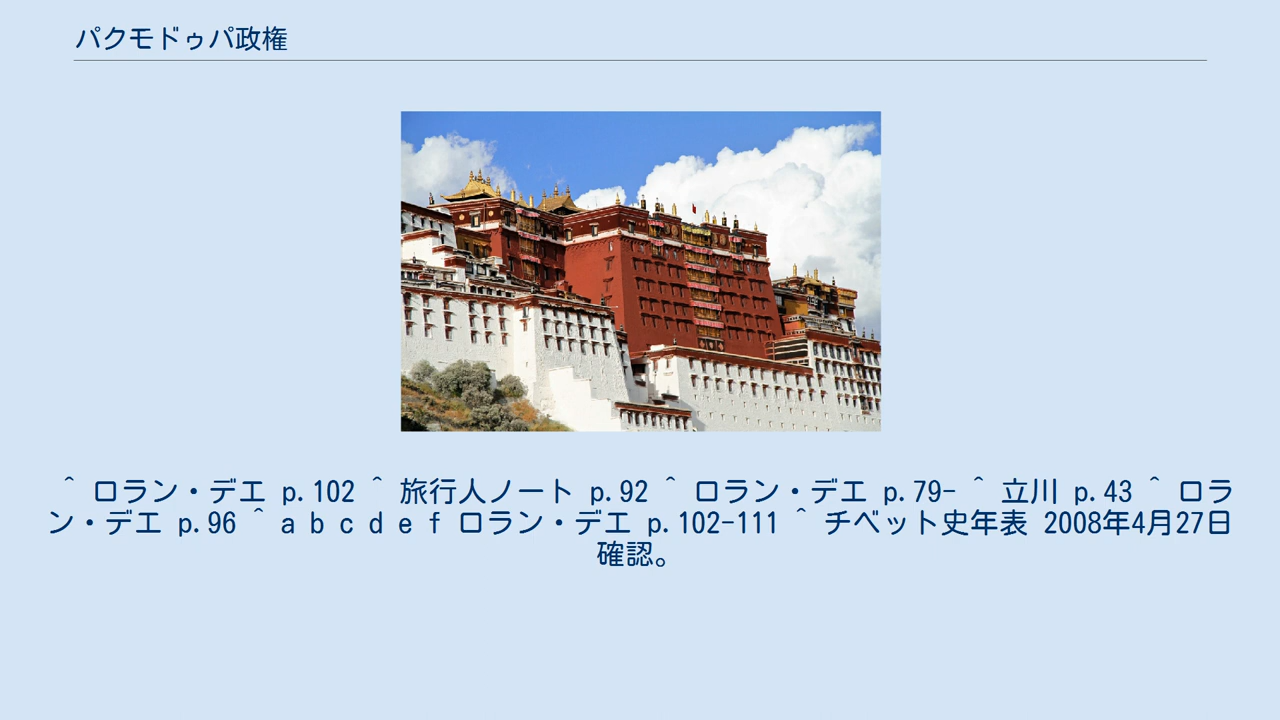 パクモドゥパ政権
^ ロラン・デエ p.102 ^ 旅行人ノート p.92 ^ ロラン・デエ p.79- ^ 立川 p.43 ^ ロラ
ン・デエ p.96 ^ a b c d e f ロラン・デエ p.102-111 ^ チベット史年表 2008年4月27日
確認。